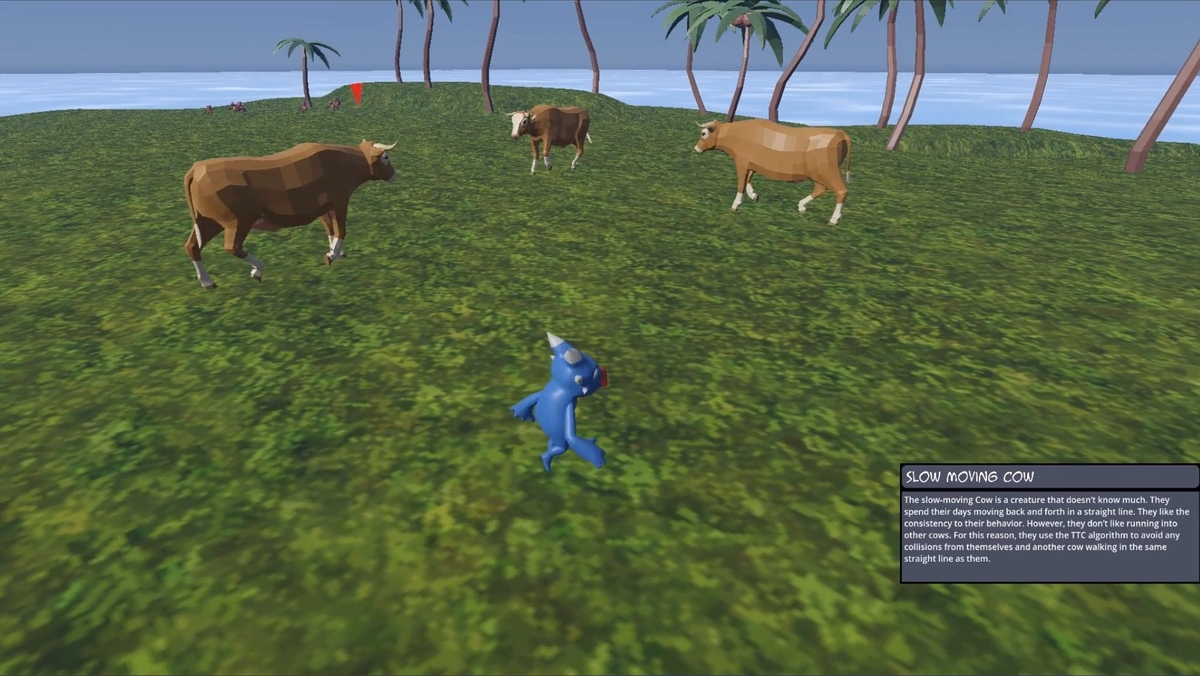 SLOW MOVING COW
The slow-moving Cow is a creature that doesn't know much. They
spend their days moving back and forth in a straight line. They like the
consistency to their behavior. However, they don't like running into
other cows. For this reason, they use the TTC algorithm to avoid any
collisions from themselves and another cow walking in the same
straight line as them.